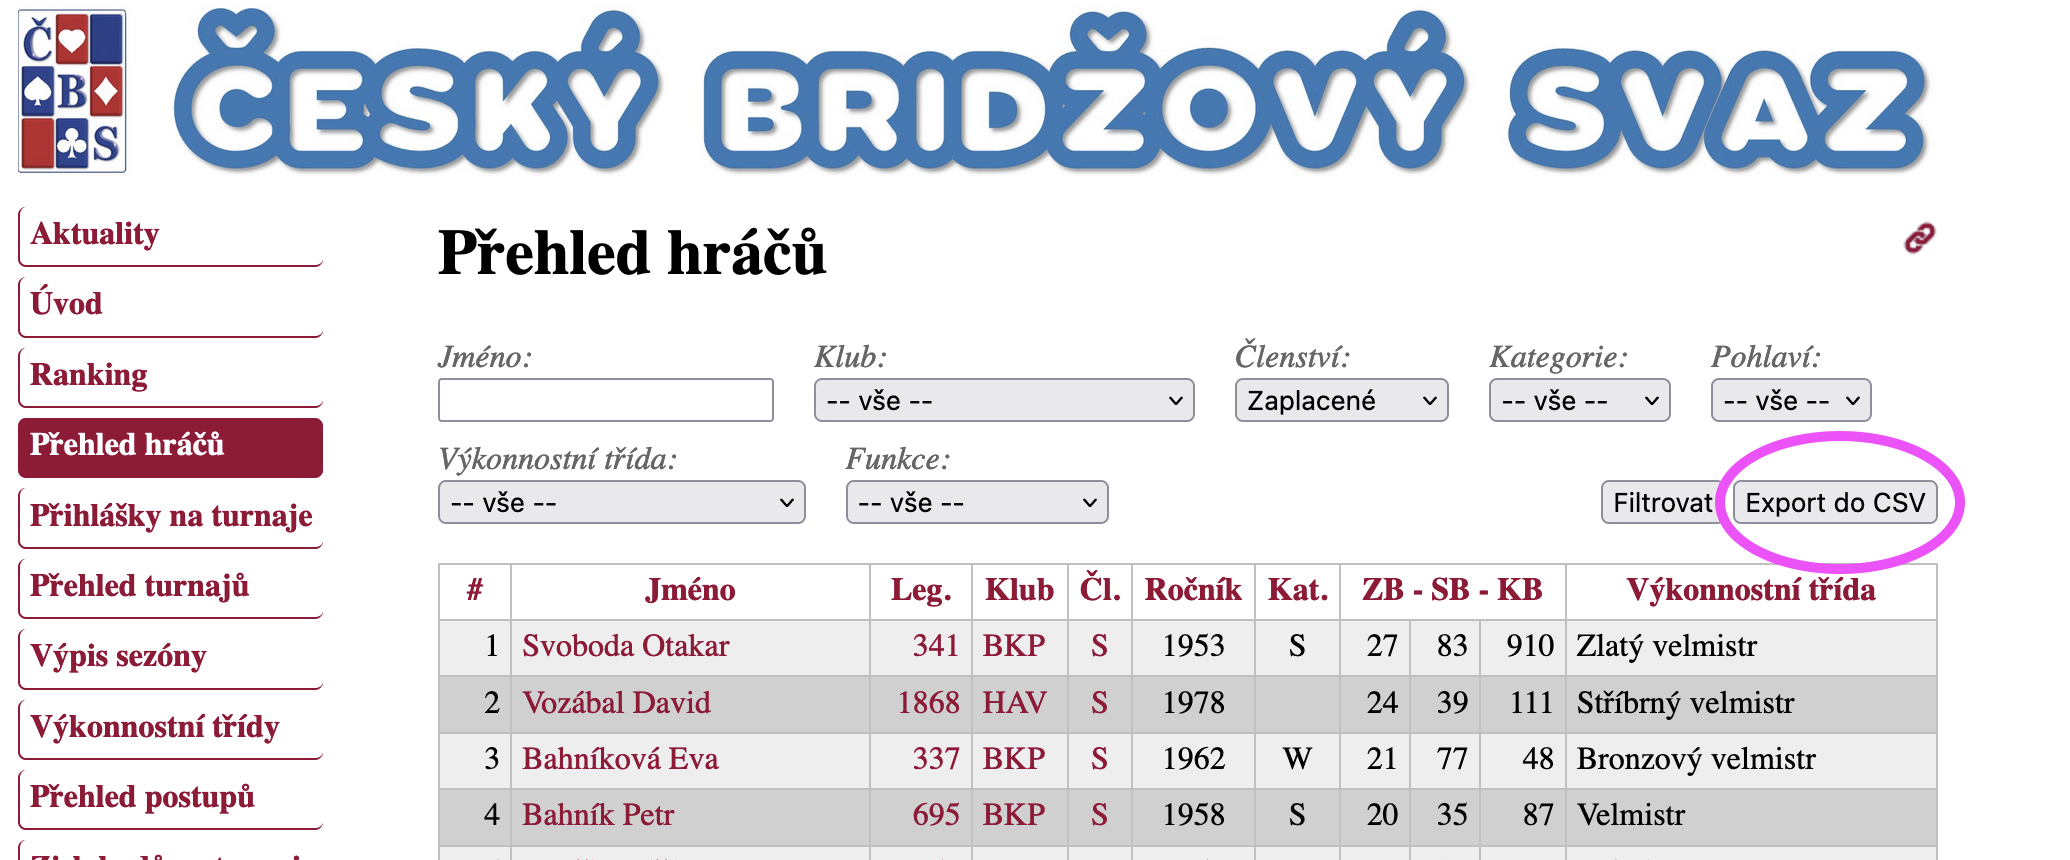 Č
B
S
ČESKÝ BRIDŽOVÝ SVAZ
Aktuality
Úvod
Ranking
Přehled hráčů
Přihlášky na turnaje
Přehled turnajů
Výpis sezóny
Výkonnostní třídy
Přehled postupů
Přehled hráčů
Jméno: Klub: Členství: Kategorie: Pohlaví:
-- vše -- Zaplacené -- vše -- -- vše --
Výkonnostní třída: Funkce:
-- vše -- -- vše -- Filtrovat Export do CSV
# Jméno Leg. Klub Čl. Ročník Kat. ZB - SB - KB Výkonnostní třída
1 Svoboda Otakar 341 BKP S 1953 S 27 83 910 Zlatý velmistr
2 Vozábal David 1868 HAV S 1978 24 39 111 Stříbrný velmistr
3 Bahníková Eva 337 BKP S 1962 W 21 77 48 Bronzový velmistr
4 Bahník Petr 695 BKP S 1958 S 20 35 87 Velmistr